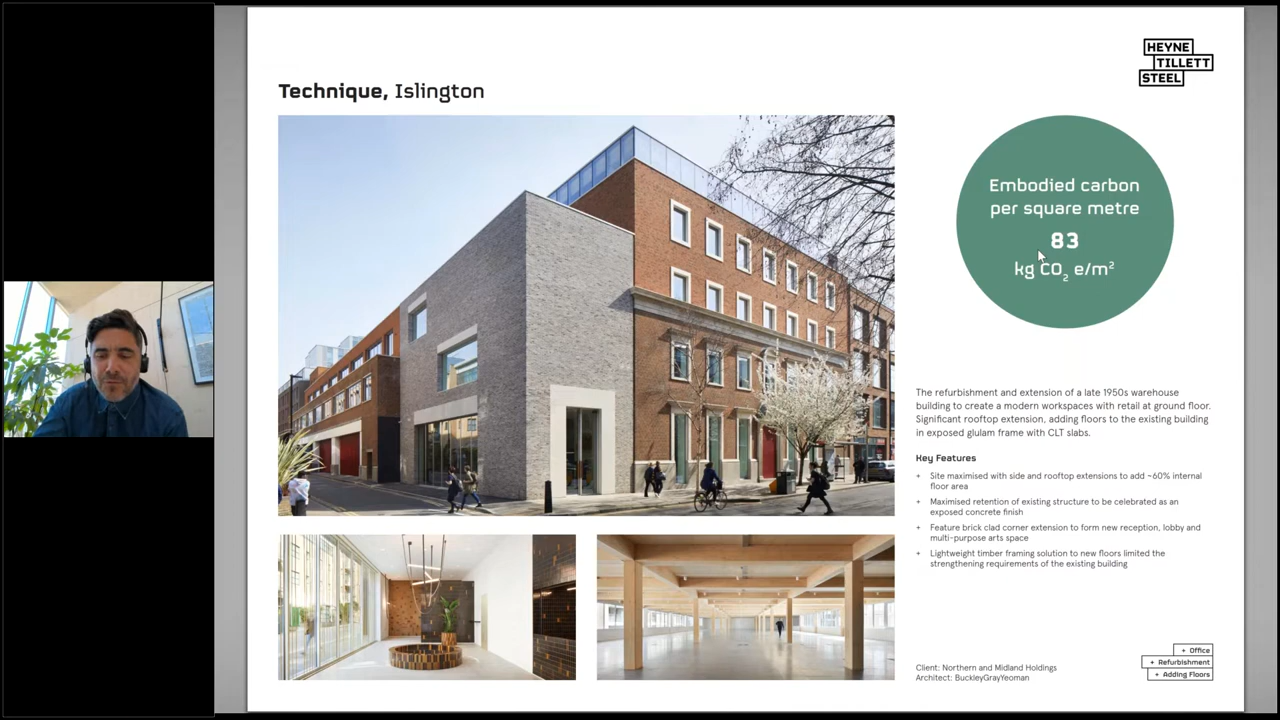 HEYNE
TILLETT
STEEL
Technique, Islington
Embodied carbon
per square metre
83
kg CO₂ e/m²
The refurbishment and extension of a late 1950s warehouse
building to create a modern workspaces with retail at ground floor.
Significant rooftop extension, adding floors to the existing building
in exposed glulam frame with CLT slabs.
Key Features
+ Site maximised with side and rooftop extensions to add ~60% internal
floor area
+ Maximised retention of existing structure to be celebrated as an
exposed concrete finish
+ Feature brick clad corner extension to form new reception, lobby and
multi-purpose arts space
+ Lightweight timber framing solution to new floors limited the
strengthening requirements of the existing building
Client: Northern and Midland Holdings
Architect: BuckleyGrayYeoman
+ Office
+ Refurbishment
+ Adding Floors